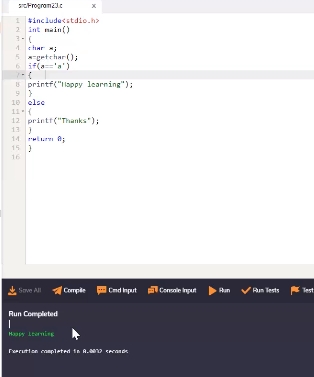 src/Program23.c x
1 #include<stdio.h>
2 int main()
3 {
4 char a;
5 a=getchar();
6 if(a=='a')
7 {
8 printf("Happy learning");
9 }
10 else
11 {
12 printf("Thanks");
13 }
14 return 0;
15 }
16
Save All Compile Cmd Input Console Input Run Run Tests Test
Run Completed
Happy learning
Execution completed in 0.0032 seconds